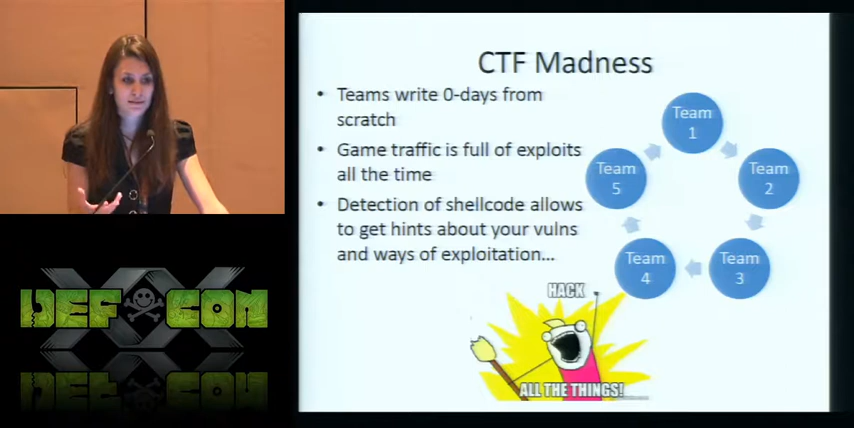 CTF Madness
• Teams write 0-days from
scratch
• Game traffic is full of exploits
all the time
• Detection of shellcode allows
to get hints about your vulns
and ways of exploitation...
Team
1
Team
2
Team
3
Team
4
Team
5
HACK
ALL THE THINGS!
DEF CON
XX